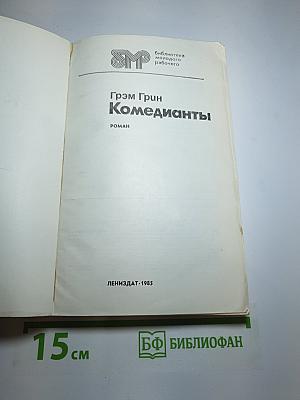 БМР
библиотека
молодого
рабочего
Грэм Грин
Комедианты
РОМАН
ЛЕНИЗДАТ·1985
15 см
БФ БИБЛИОФАН